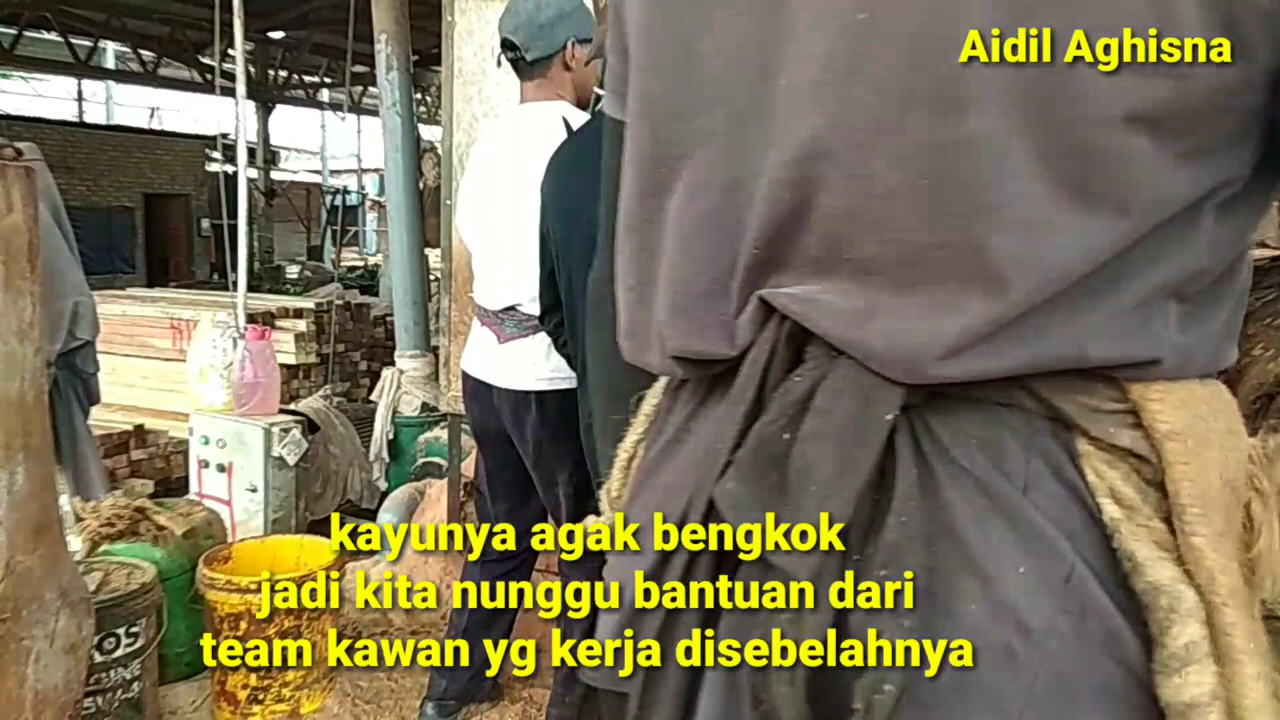 Aidil Aghisna
kayunya agak bengkok
jadi kita nunggu bantuan dari
team kawan yg kerja disebelahnya